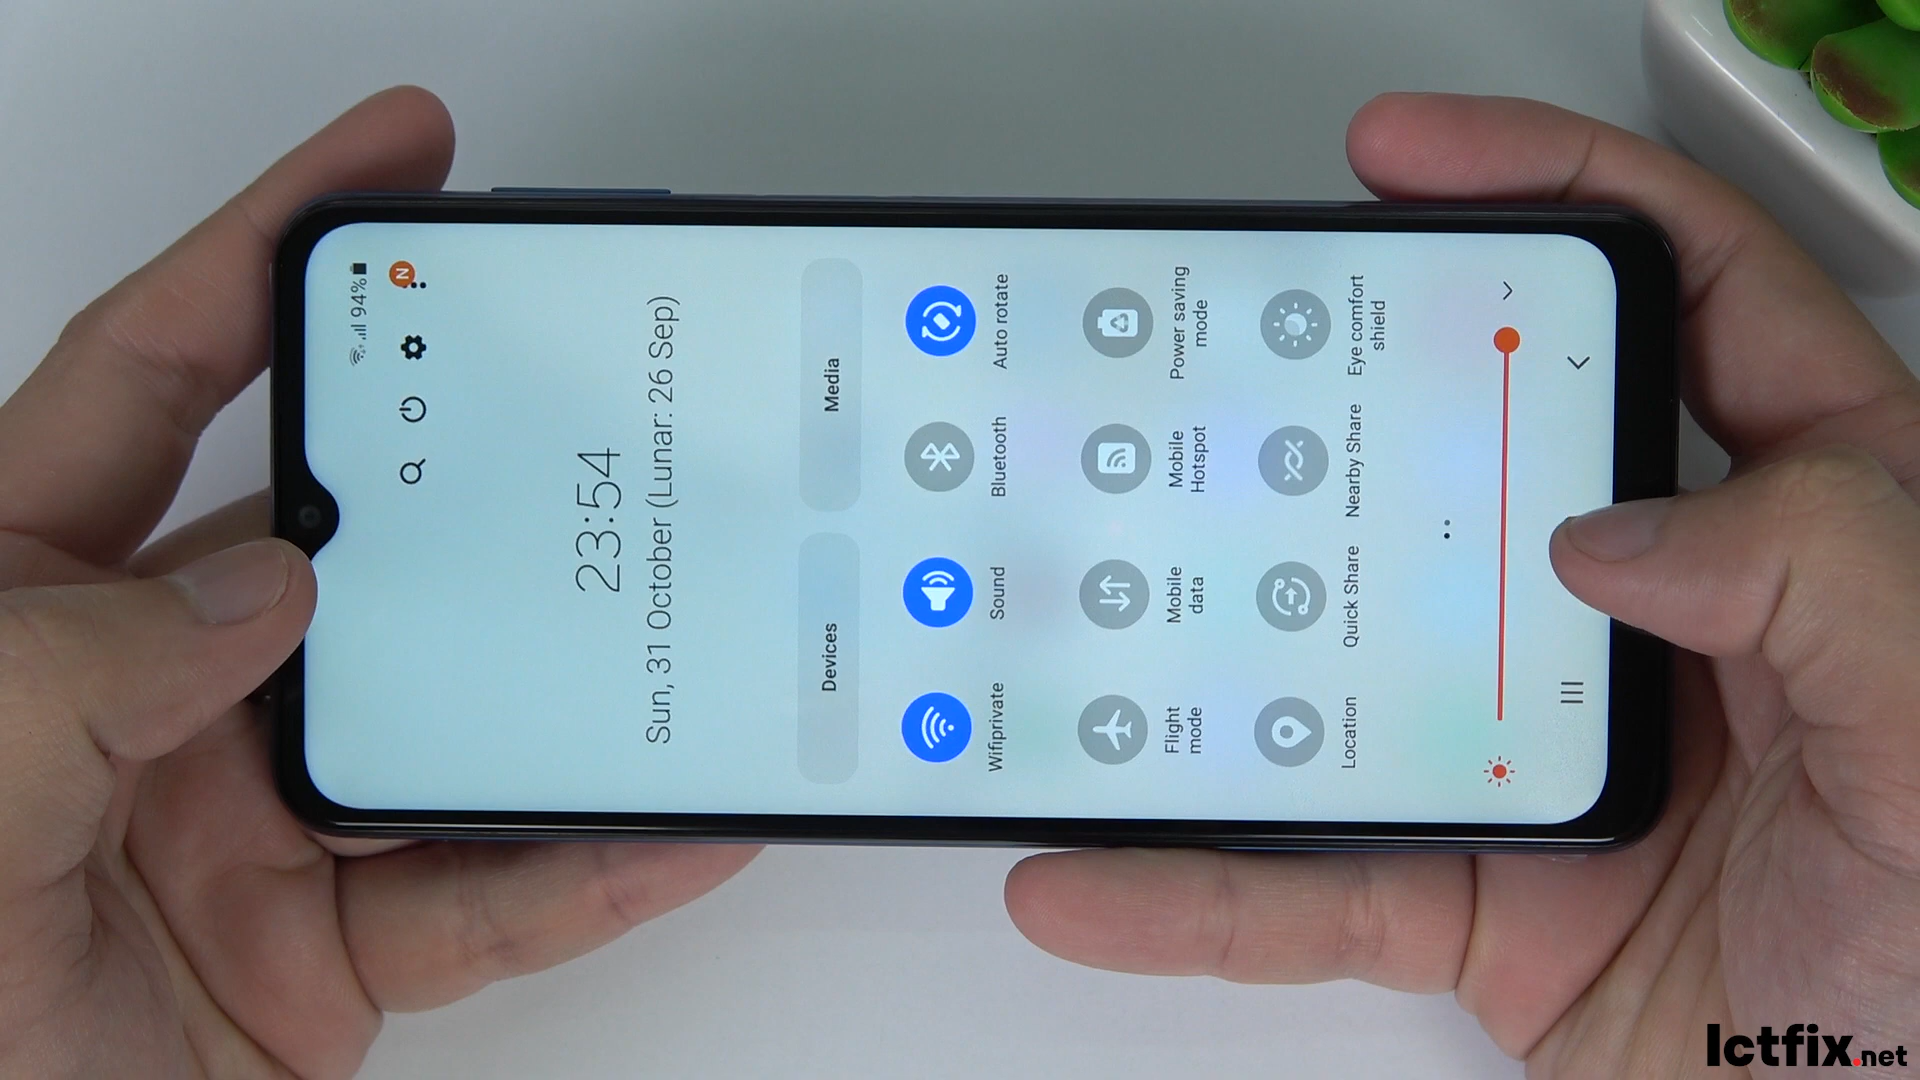 94%
N
23:54
Sun, 31 October (Lunar: 26 Sep)
Devices
Media
Wifiprivate
Sound
Bluetooth
Auto rotate
Flight
mode
Mobile
data
Mobile
Hotspot
Power saving
mode
Location
Quick Share
Nearby Share
Eye comfort
shield
Ictfix.net